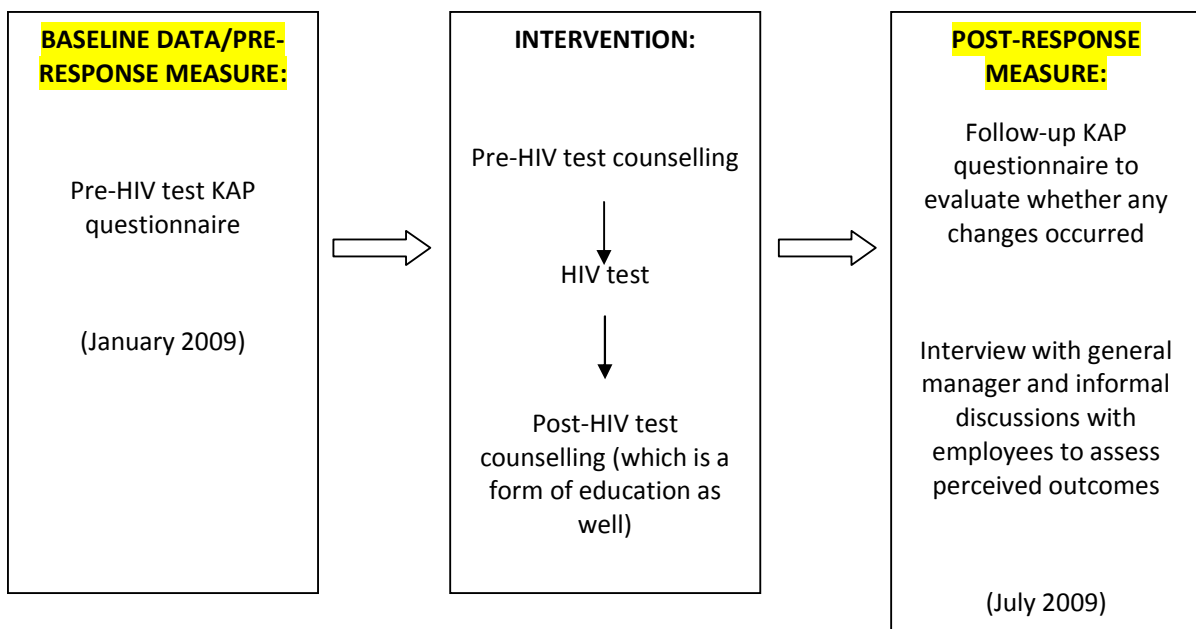 BASELINE DATA/PRE-
RESPONSE MEASURE:
Pre-HIV test KAP
questionnaire
(January 2009)
INTERVENTION:
Pre-HIV test counselling
HIV test
Post-HIV test
counselling (which is a
form of education as
well)
POST-RESPONSE
MEASURE:
Follow-up KAP
questionnaire to
evaluate whether any
changes occurred
Interview with general
manager and informal
discussions with
employees to assess
perceived outcomes
(July 2009)